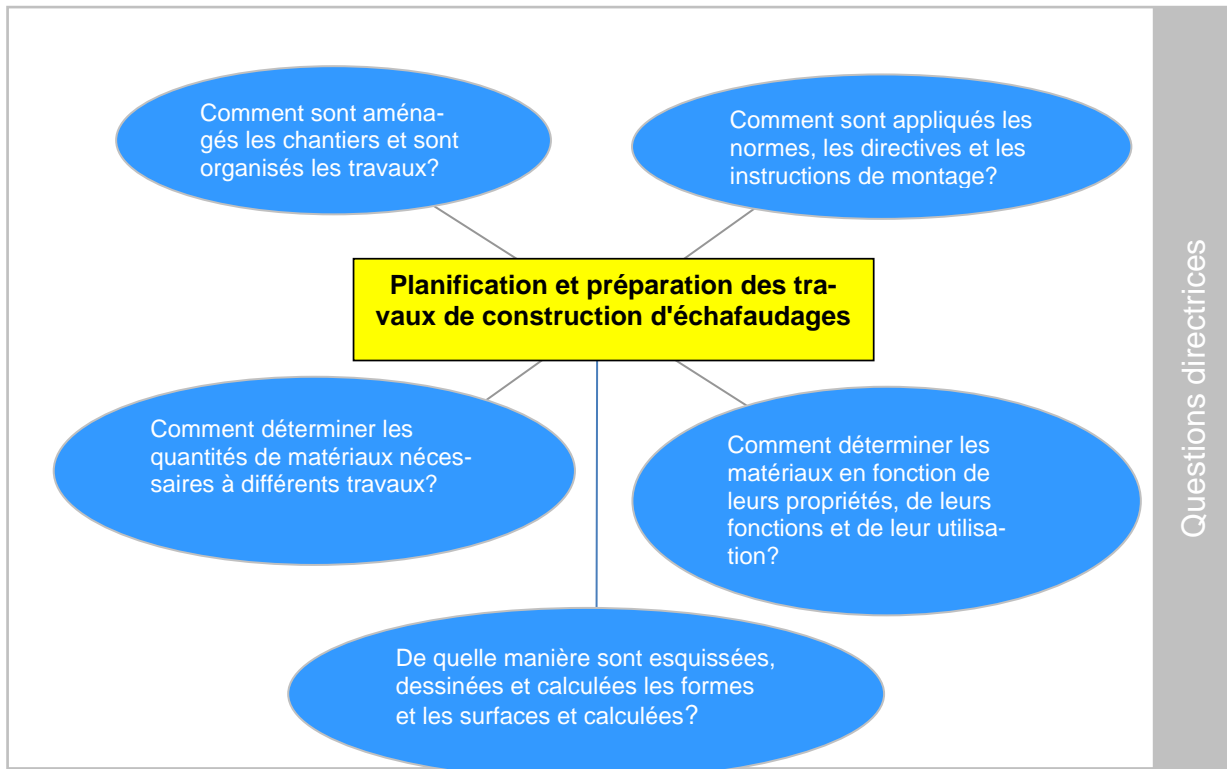 Comment sont aména-
gés les chantiers et sont
organisés les travaux?
Comment sont appliqués les
normes, les directives et les
instructions de montage?
Planification et préparation des tra-
vaux de construction d'échafaudages
Comment déterminer les
quantités de matériaux néces-
saires à différents travaux?
Comment déterminer les
matériaux en fonction de
leurs propriétés, de leurs
fonctions et de leur utilisa-
tion?
De quelle manière sont esquissées,
dessinées et calculées les formes
et les surfaces et calculées?
Questions directrices